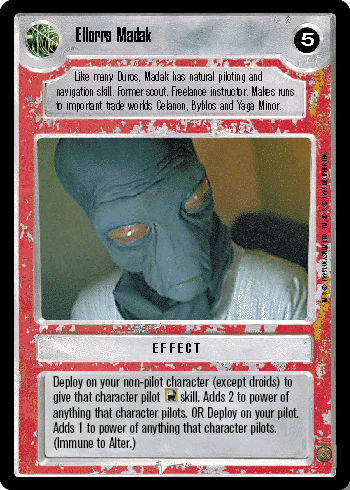 Ellorrs Madak
5
Like many Duros, Madak has natural piloting and
navigation skill. Former scout. Freelance instructor. Makes runs
to important trade worlds Celanon, Byblos and Yaga Minor.
EFFECT
Deploy on your non-pilot character (except droids) to
give that character pilot skill. Adds 2 to power of
anything that character pilots. OR Deploy on your pilot.
Adds 1 to power of anything that character pilots.
(Immune to Alter.)